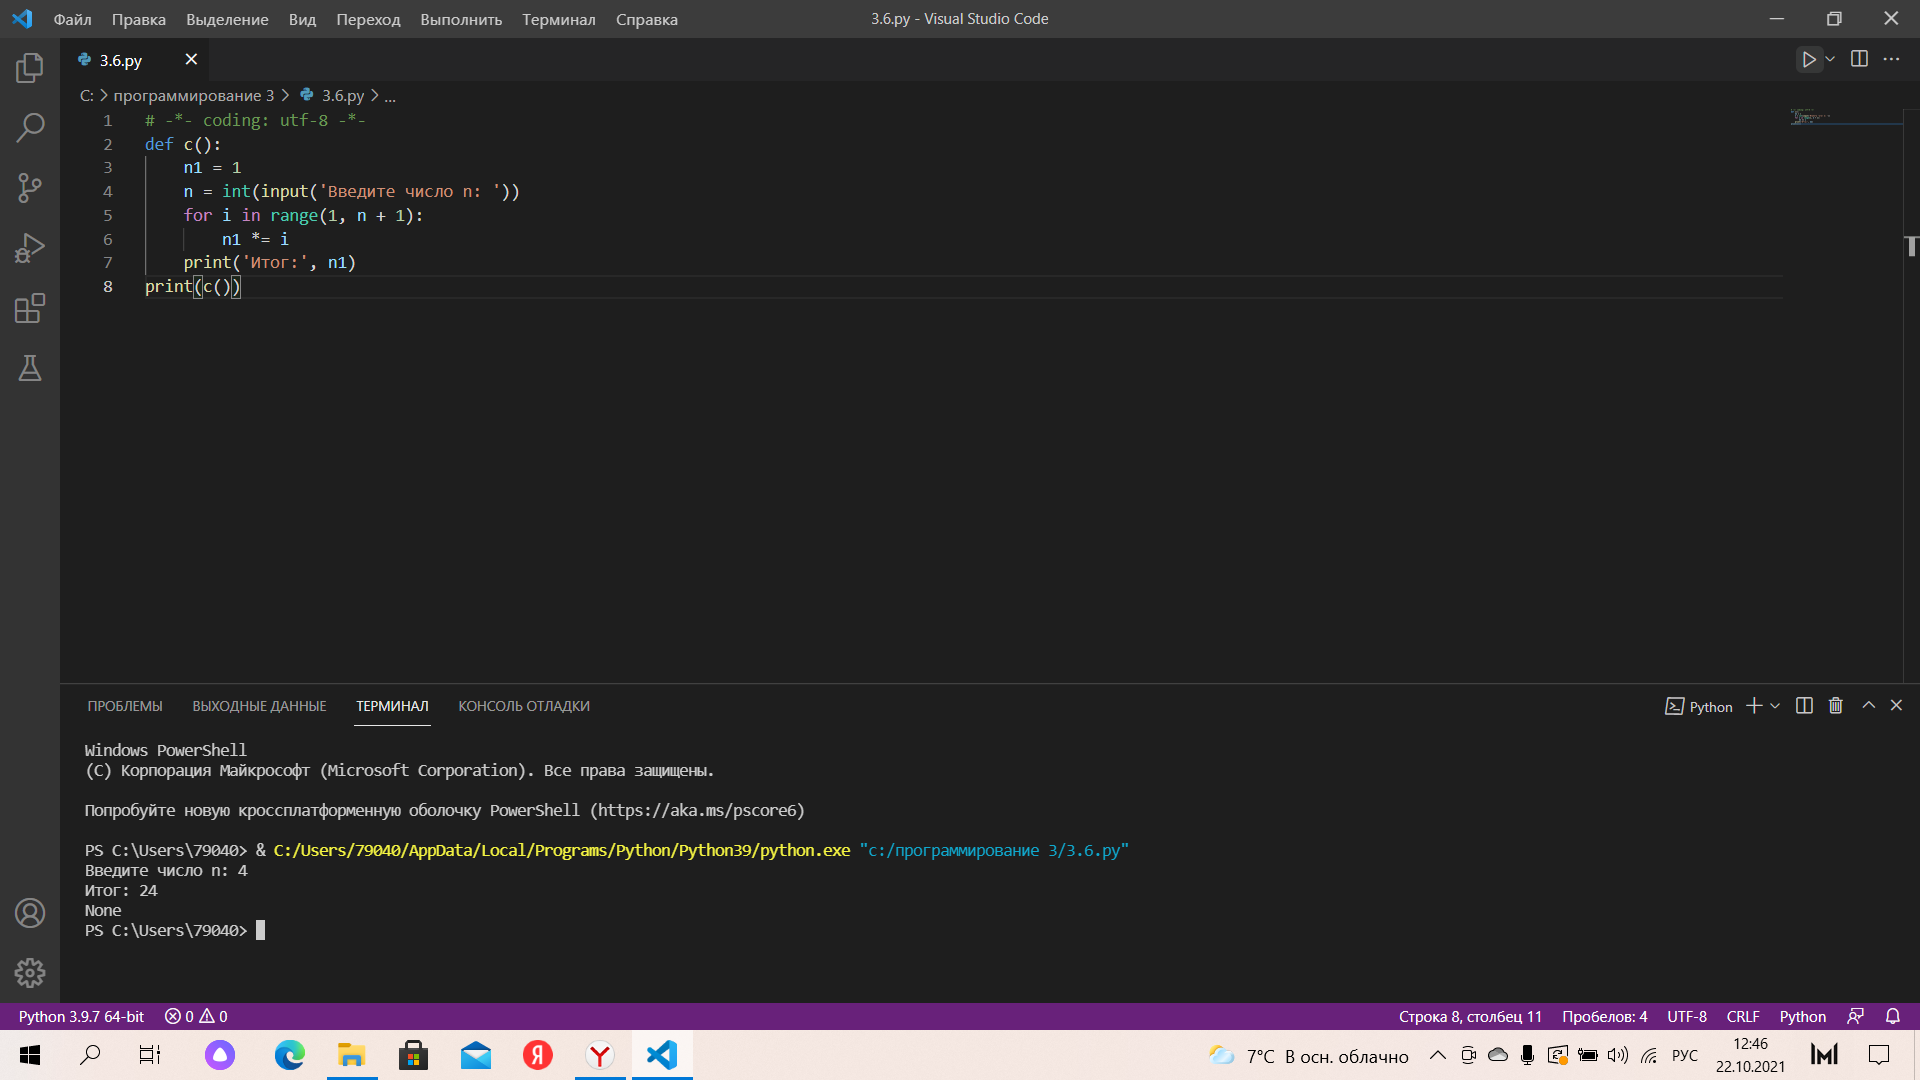 Файл Правка Выделение Вид Переход Выполнить Терминал Справка 3.6.py - Visual Studio Code
3.6.py
C: программирование 3 3.6.py ...
1 # -*- coding: utf-8 -*-
2 def c():
3 n1 = 1
4 n = int(input('Введите число n: '))
5 for i in range(1, n + 1):
6 n1 *= i
7 print('Итог:', n1)
8 print(c())
ПРОБЛЕМЫ ВЫХОДНЫЕ ДАННЫЕ ТЕРМИНАЛ КОНСОЛЬ ОТЛАДКИ Python
Windows PowerShell
(C) Корпорация Майкрософт (Microsoft Corporation). Все права защищены.
Попробуйте новую кроссплатформенную оболочку PowerShell (https://aka.ms/pscore6)
PS C:\Users\79040> & C:/Users/79040/AppData/Local/Programs/Python/Python39/python.exe "c:/программирование 3/3.6.py"
Введите число n: 4
Итог: 24
None
PS C:\Users\79040>
Python 3.9.7 64-bit 0 0 Строка 8, столбец 11 Пробелов: 4 UTF-8 CRLF Python
7°C В осн. облачно РУС 12:46
22.10.2021